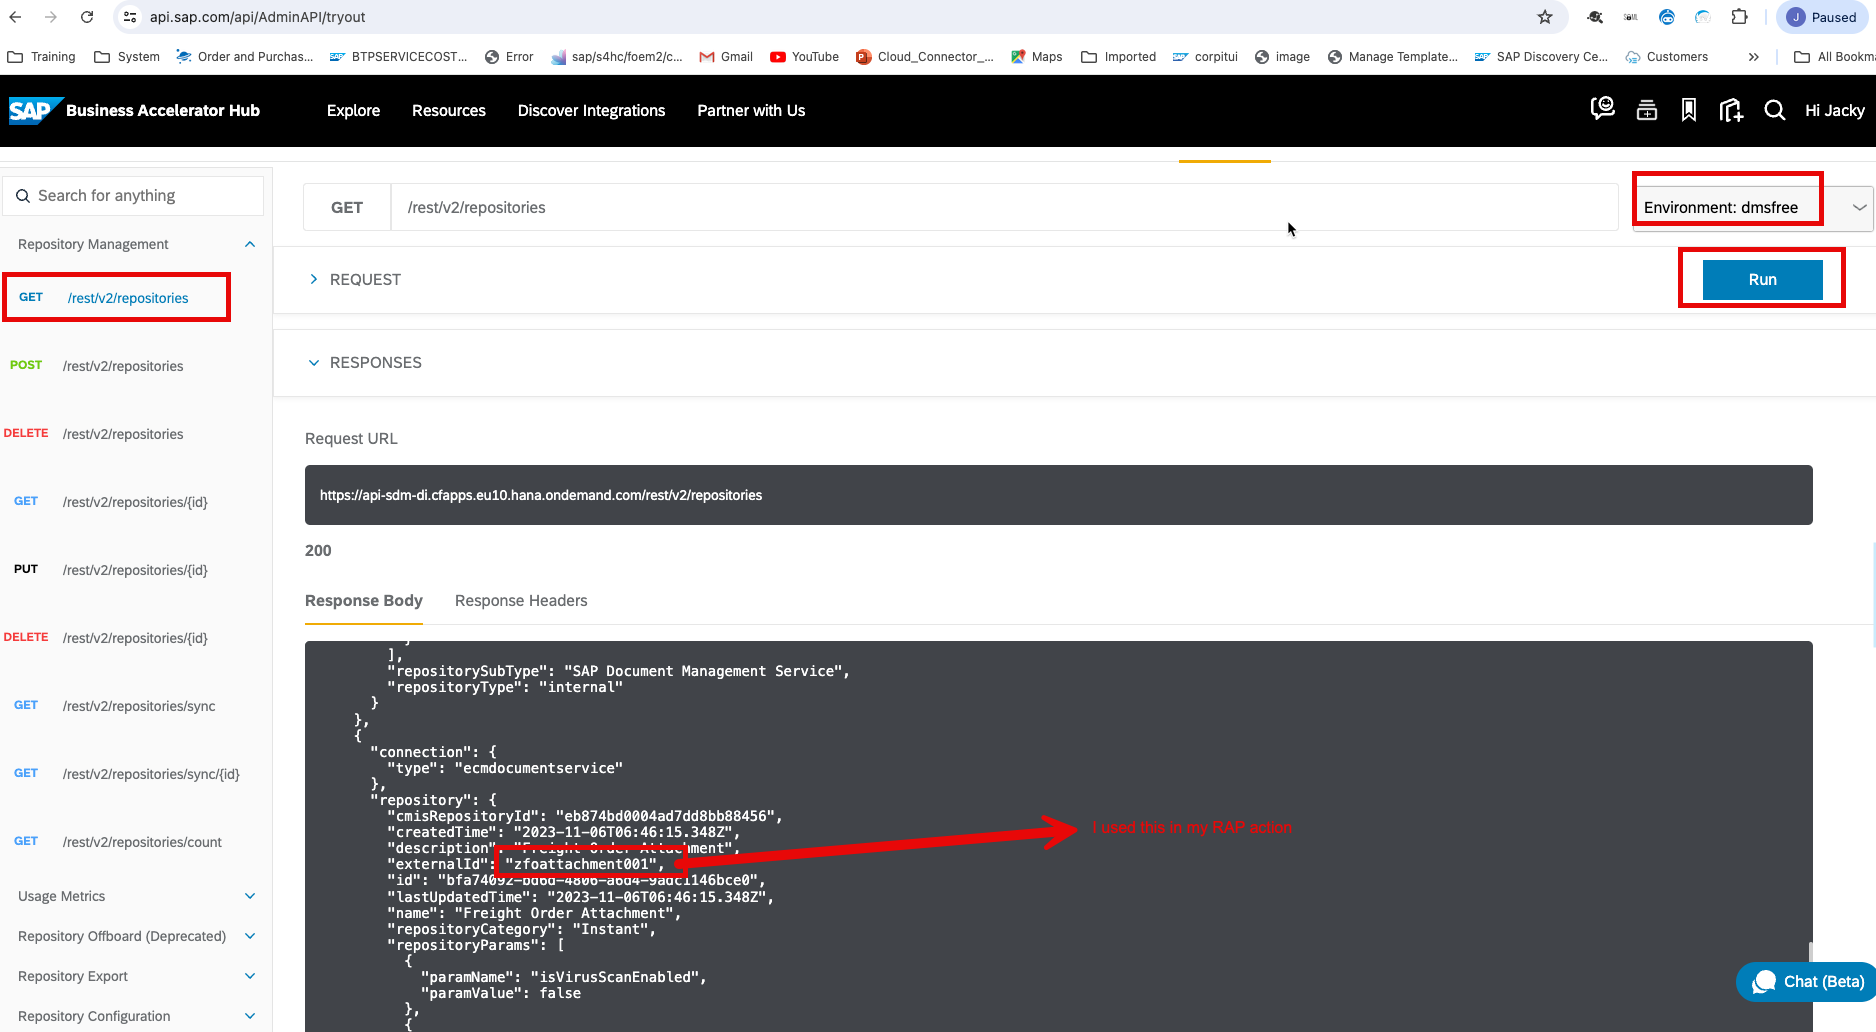 api.sap.com/api/AdminAPI/tryout
J Paused
Training System Order and Purchas... BTPSERVICECOST... Error sap/s4hc/foem2/c... Gmail YouTube Cloud_Connector_... Maps Imported corpitui image Manage Template... SAP Discovery Ce... Customers » All Bookma
SAP Business Accelerator Hub Explore Resources Discover Integrations Partner with Us Hi Jacky
Search for anything
GET /rest/v2/repositories Environment: dmsfree
Repository Management
GET /rest/v2/repositories
POST /rest/v2/repositories
DELETE /rest/v2/repositories
GET /rest/v2/repositories/{id}
PUT /rest/v2/repositories/{id}
DELETE /rest/v2/repositories/{id}
GET /rest/v2/repositories/sync
GET /rest/v2/repositories/sync/{id}
GET /rest/v2/repositories/count
Usage Metrics
Repository Offboard (Deprecated)
Repository Export
Repository Configuration
REQUEST
Run
RESPONSES
Request URL
https://api-sdm-di.cfapps.eu10.hana.ondemand.com/rest/v2/repositories
200
Response Body Response Headers
}
],
"repositorySubType": "SAP Document Management Service",
"repositoryType": "internal"
}
},
{
"connection": {
"type": "ecmdocumentservice"
},
"repository": {
"cmisRepositoryId": "eb874bd0004ad7dd8bb88456",
"createdTime": "2023-11-06T06:46:15.348Z",
"description": "Freight Order Attachment",
"externalId": "zfoattachment001",
"id": "bfa74092-bd6d-4806-a6d4-9adc1146bce0",
"lastUpdatedTime": "2023-11-06T06:46:15.348Z",
"name": "Freight Order Attachment",
"repositoryCategory": "Instant",
"repositoryParams": [
{
"paramName": "isVirusScanEnabled",
"paramValue": false
},
{
I used this in my RAP action
Chat (Beta)